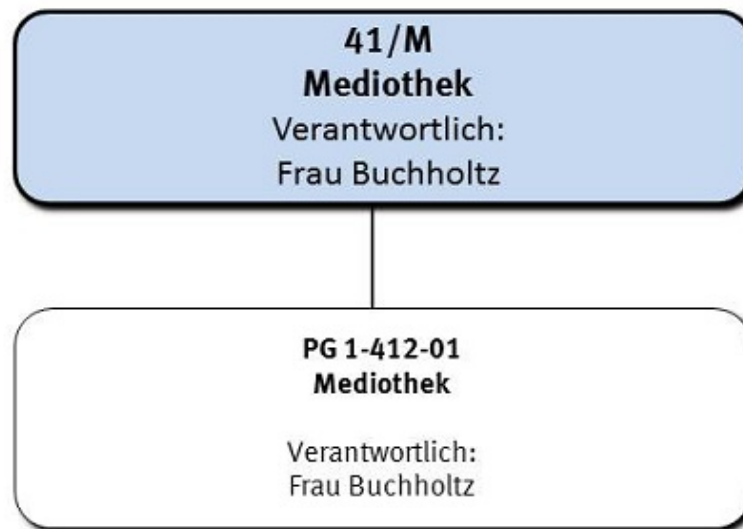 41/M
Mediothek
Verantwortlich:
Frau Buchholtz
PG 1-412-01
Mediothek
Verantwortlich:
Frau Buchholtz